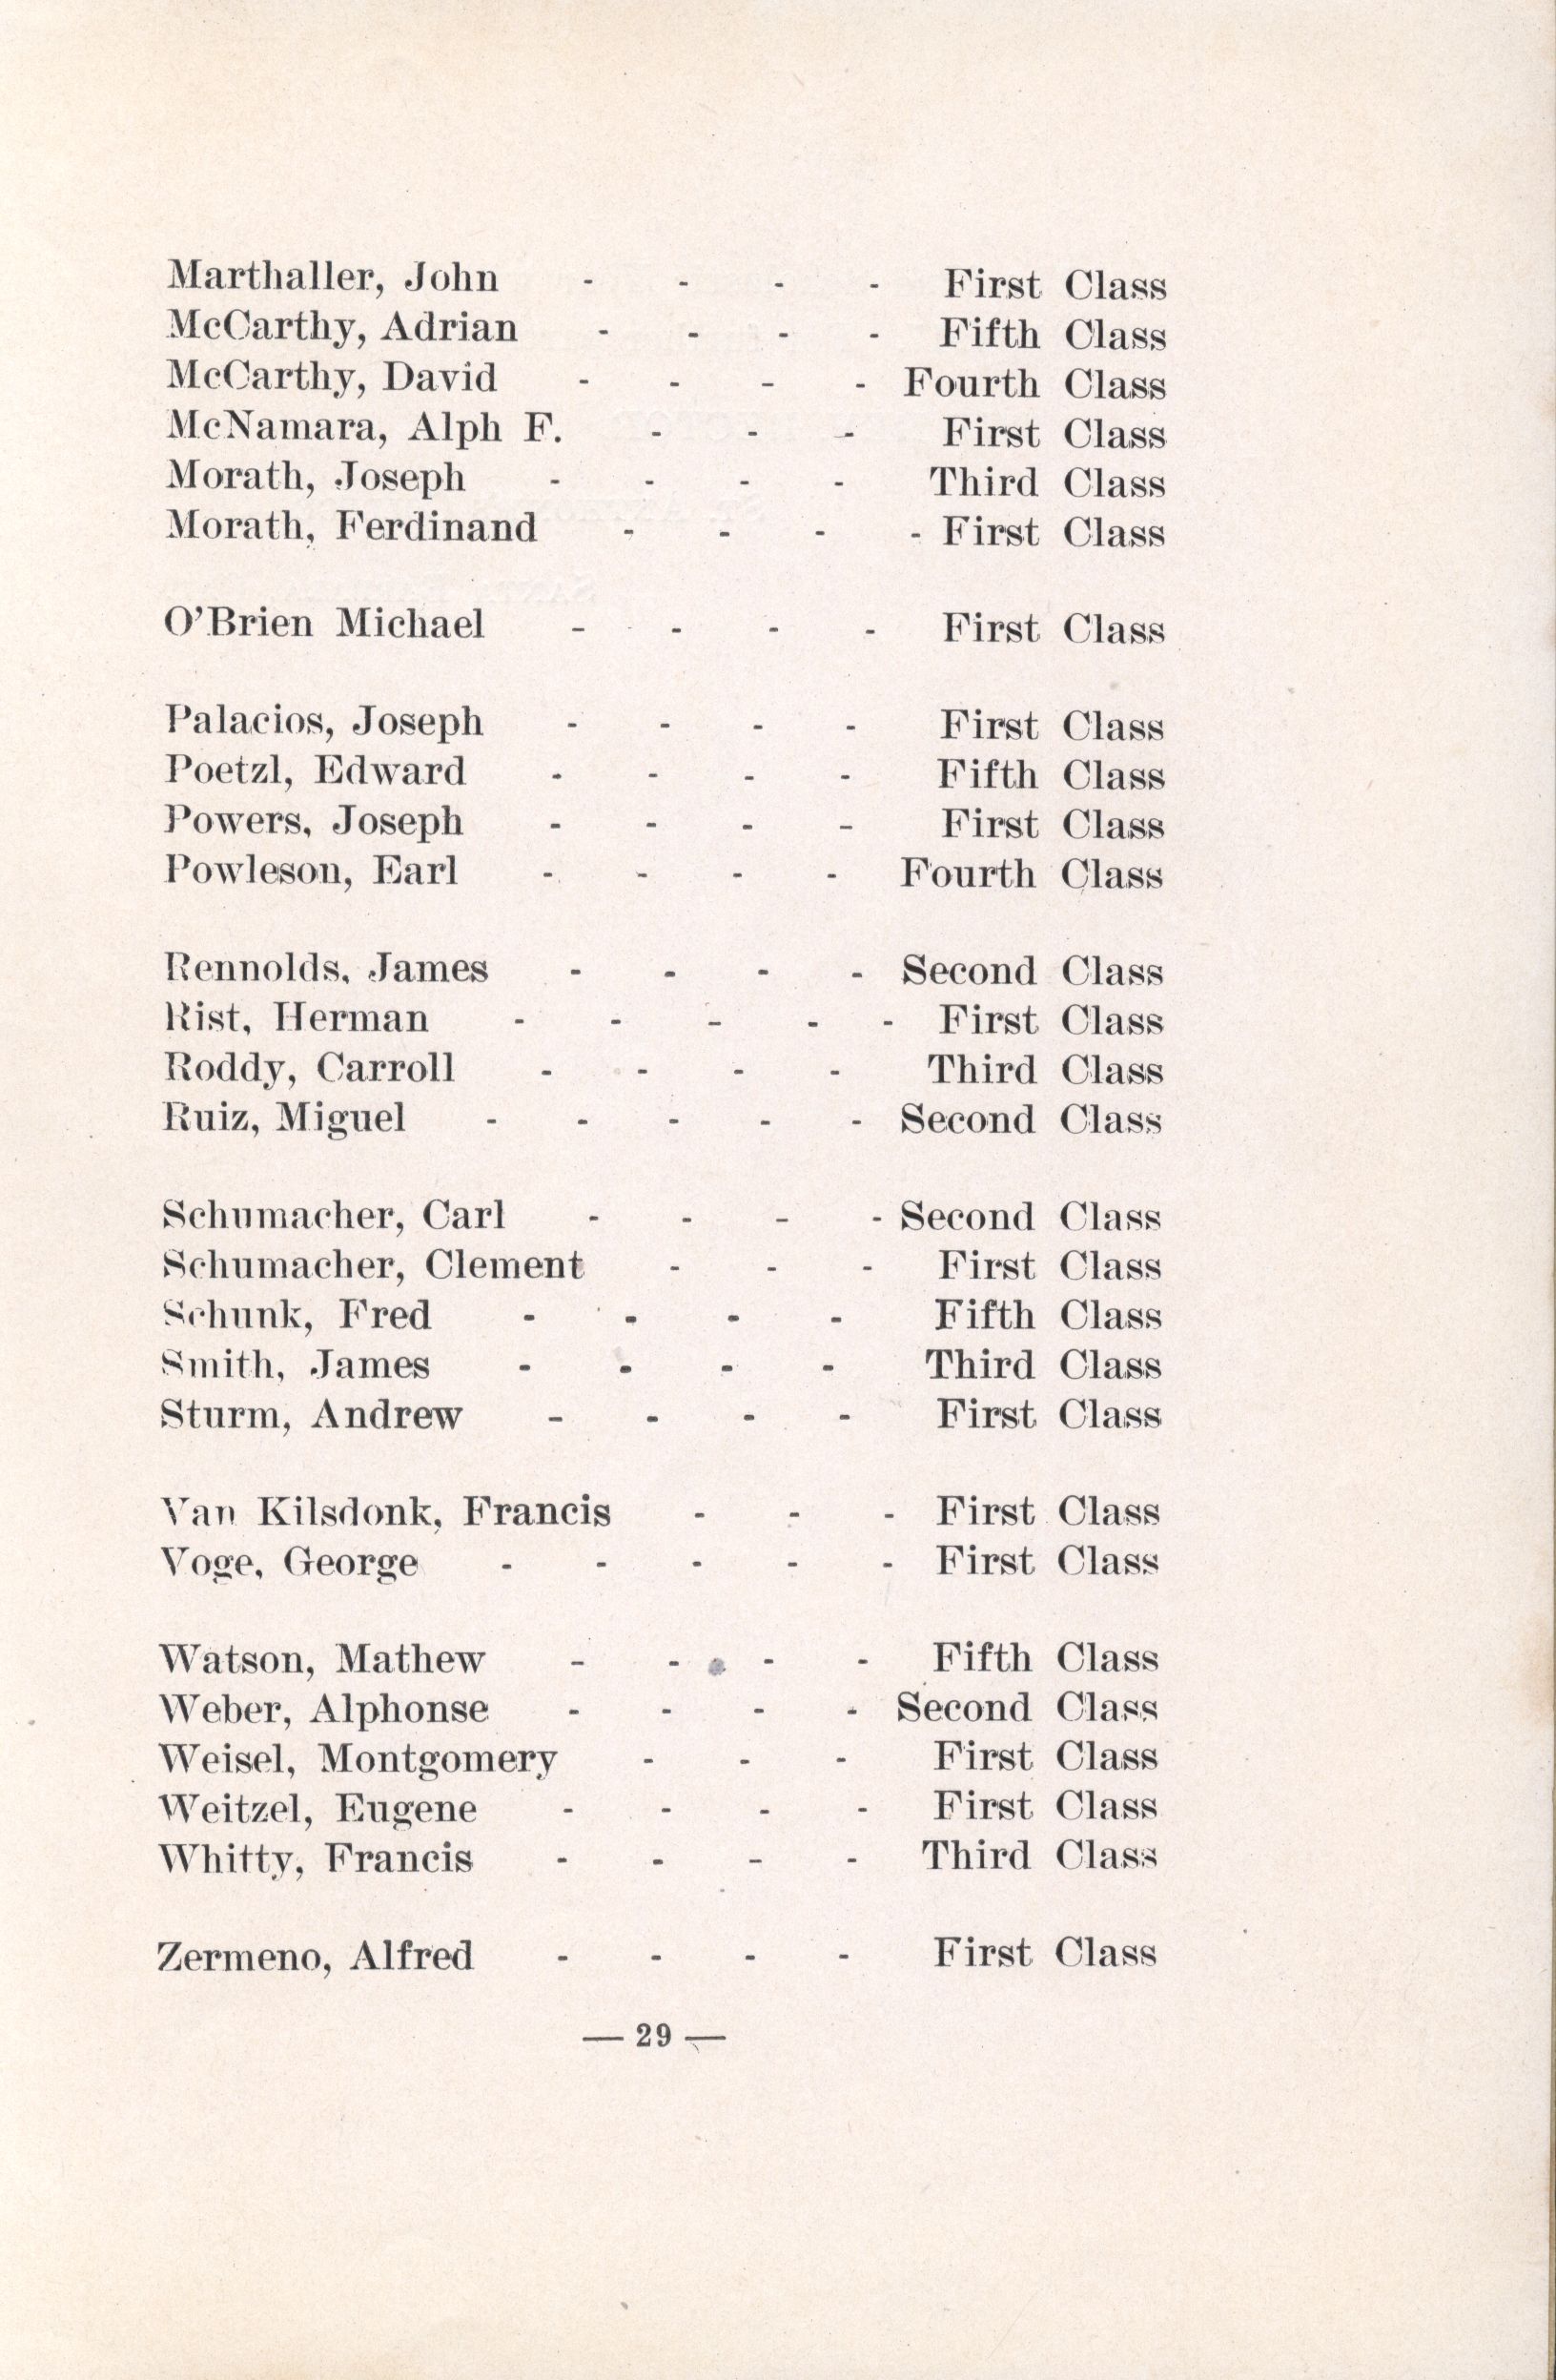 Marthaller, John - - - - First Class
McCarthy, Adrian - - - - Fifth Class
McCarthy, David - - - - Fourth Class
McNamara, Alph F. - - - First Class
Morath, Joseph - - - - Third Class
Morath, Ferdinand - - - - First Class
O'Brien Michael - - - - First Class
Palacios, Joseph - - - - First Class
Poetzl, Edward - - - - Fifth Class
Powers, Joseph - - - - First Class
Powleson, Earl - - - - Fourth Class
Rennolds, James - - - - Second Class
Rist, Herman - - - - - First Class
Roddy, Carroll - - - - Third Class
Ruiz, Miguel - - - - - Second Class
Schumacher, Carl - - - - Second Class
Schumacher, Clement - - - First Class
Schunk, Fred - - - - Fifth Class
Smith, James - - - - Third Class
Sturm, Andrew - - - - First Class
Van Kilsdonk, Francis - - - First Class
Voge, George - - - - - First Class
Watson, Mathew - - - - Fifth Class
Weber, Alphonse - - - - Second Class
Weisel, Montgomery - - - First Class
Weitzel, Eugene - - - - First Class
Whitty, Francis - - - - Third Class
Zermeno, Alfred - - - - First Class
— 29 —